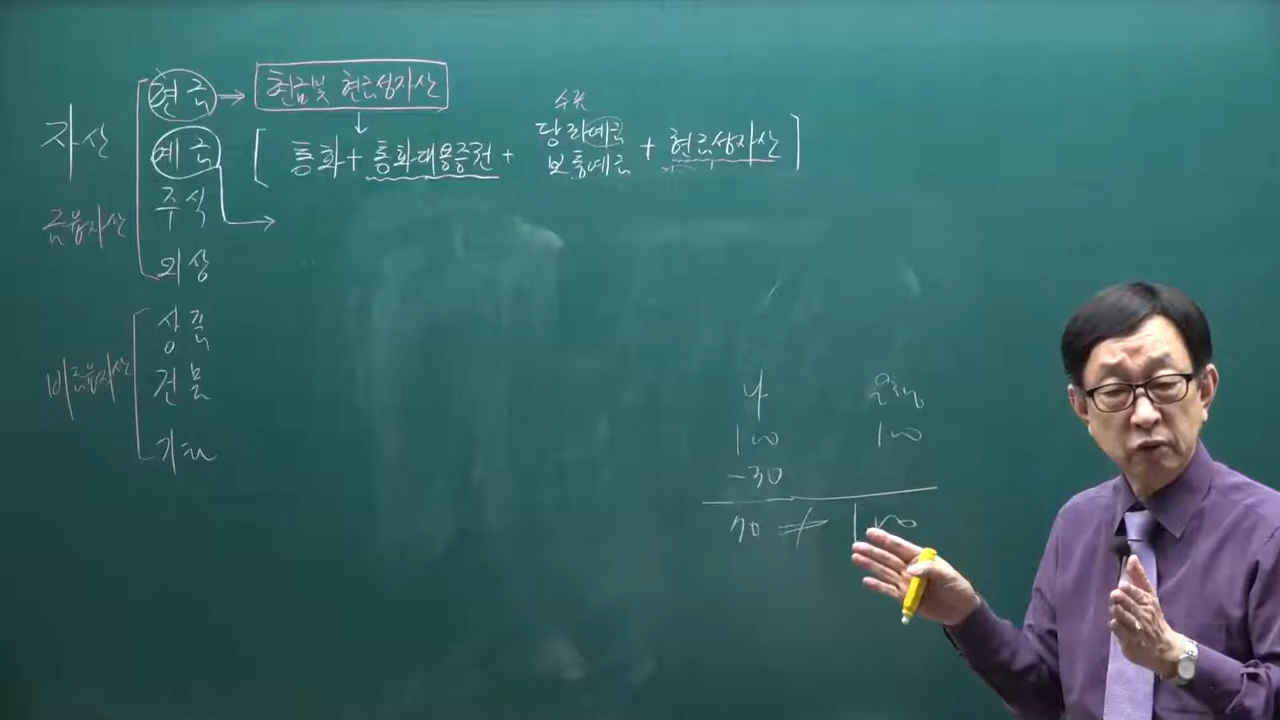 현금 → 현금및 현금성자산
자산
예금
[ 통화 + 통화대용증권 + 당좌예금 보통예금 + 현금성자산 ]
수표
주식
금융자산
외상
상품
비금융자산
건물
기타
나 은행
100 100
-30
70 ≠ 100